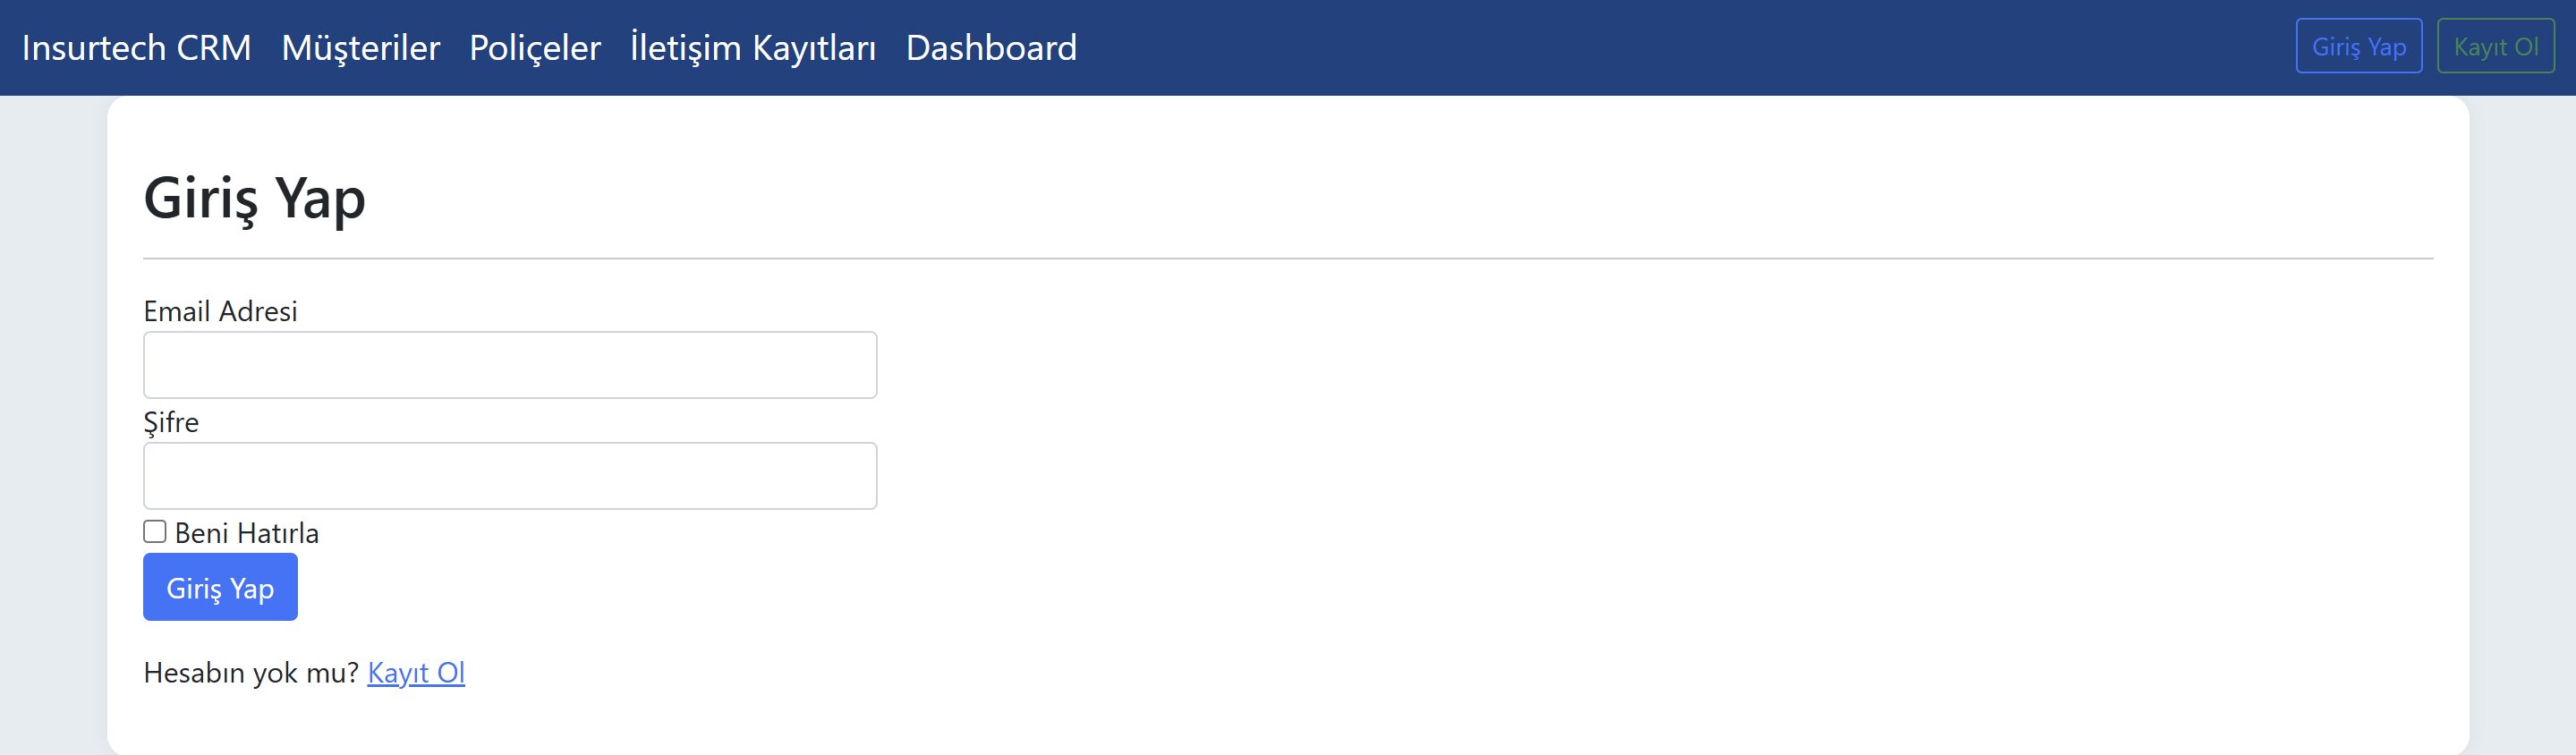 Insurtech CRM Müşteriler Poliçeler İletişim Kayıtları Dashboard Giriş Yap Kayıt Ol
Giriş Yap
Email Adresi
Şifre
Beni Hatırla
Giriş Yap
Hesabın yok mu? Kayıt Ol